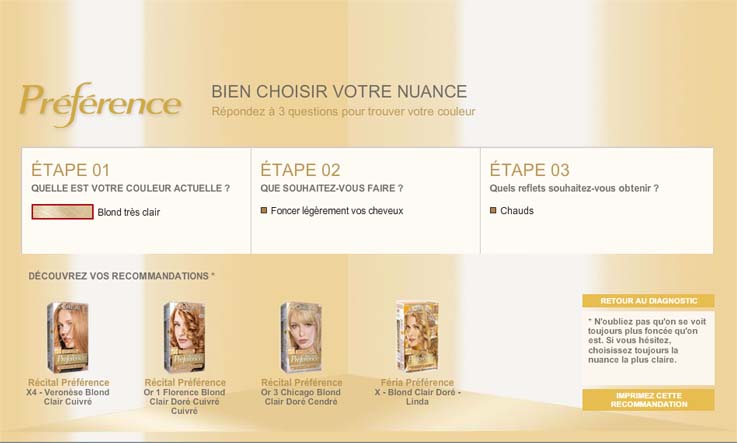 Préférence
BIEN CHOISIR VOTRE NUANCE
Répondez à 3 questions pour trouver votre couleur
ÉTAPE 01
QUELLE EST VOTRE COULEUR ACTUELLE ?
Blond très clair
ÉTAPE 02
QUE SOUHAITEZ-VOUS FAIRE ?
Foncer légèrement vos cheveux
ÉTAPE 03
Quels reflets souhaitez-vous obtenir ?
Chauds
DÉCOUVREZ VOS RECOMMANDATIONS *
Préférence
Récital Préférence
X4 - Veronèse Blond
Clair Cuivré
Préférence
Récital Préférence
Or 1 Florence Blond
Clair Doré Cuivré
Cuivré
Préférence
Récital Préférence
Or 3 Chicago Blond
Clair Doré Cendré
Féria Préférence
X - Blond Clair Doré -
Linda
RETOUR AU DIAGNOSTIC
* N'oubliez pas qu'on se voit
toujours plus foncée qu'on
est. Si vous hésitez,
choisissez toujours la
nuance la plus claire.
IMPRIMEZ CETTE
RECOMMANDATION